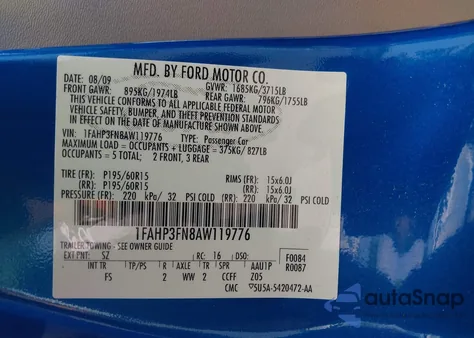 MFD. BY FORD MOTOR CO.
08/09
GVWR: 1685KG/3715LB
FRONT GAWR: 895KG/1974LB
REAR GAWR: 796KG/1755LB
THIS VEHICLE CONFORMS TO ALL APPLICABLE FEDERAL MOTOR
VEHICLE SAFETY, BUMPER, AND THEFT PREVENTION STANDARDS
IN EFFECT ON THE DATE OF MANUFACTURE SHOWN ABOVE.
VIN: 1FAHP3FN8AW119776 TYPE: Passenger Car
MAXIMUM LOAD = OCCUPANTS + LUGGAGE = 375KG/827LB
OCCUPANTS = 5 TOTAL: 2 FRONT, 3 REAR
TIRE (FR): P195/60R15 RIMS (FR): 15x6.0J
(RR): P195/60R15 (RR): 15x6.0J
PRESSURE (FR): 220 kPa/ 32 PSI COLD (RR): 220 kPa/ 32 PSI COLD
1FAHP3FN8AW119776
TRAILER TOWING - SEE OWNER GUIDE
EXT PNT: SZ RC: 16 DSO: F0084
R0087
INT TR TP/PS R AXLE TR SPR AAU1P
FS 2 WW 2 CCFF Z05
CMC 5U5A-5420472-AA
autoSnap